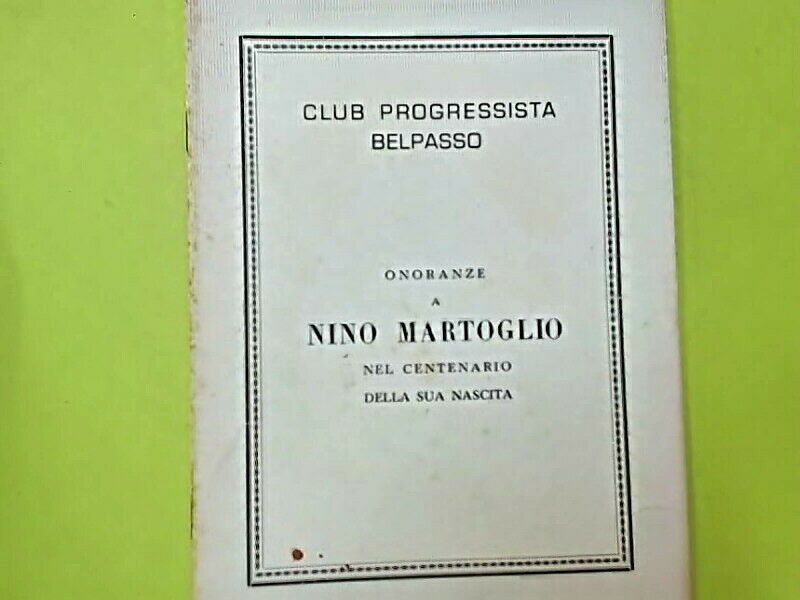 CLUB PROGRESSISTA
BELPASSO
ONORANZE
A
NINO MARTOGLIO
NEL CENTENARIO
DELLA SUA NASCITA